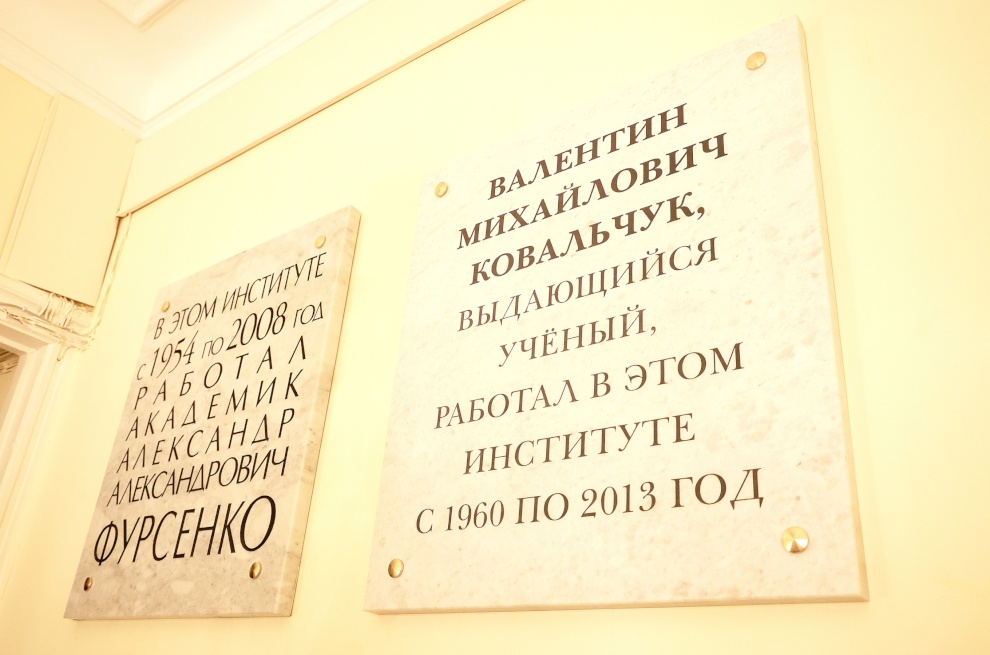 В ЭТОМ ИНСТИТУТЕ
с 1954 по 2008 год
РАБОТАЛ
АКАДЕМИК
АЛЕКСАНДР
АЛЕКСАНДРОВИЧ
ФУРСЕНКО
ВАЛЕНТИН
МИХАЙЛОВИЧ
КОВАЛЬЧУК,
ВЫДАЮЩИЙСЯ
УЧЁНЫЙ,
РАБОТАЛ В ЭТОМ
ИНСТИТУТЕ
С 1960 ПО 2013 ГОД